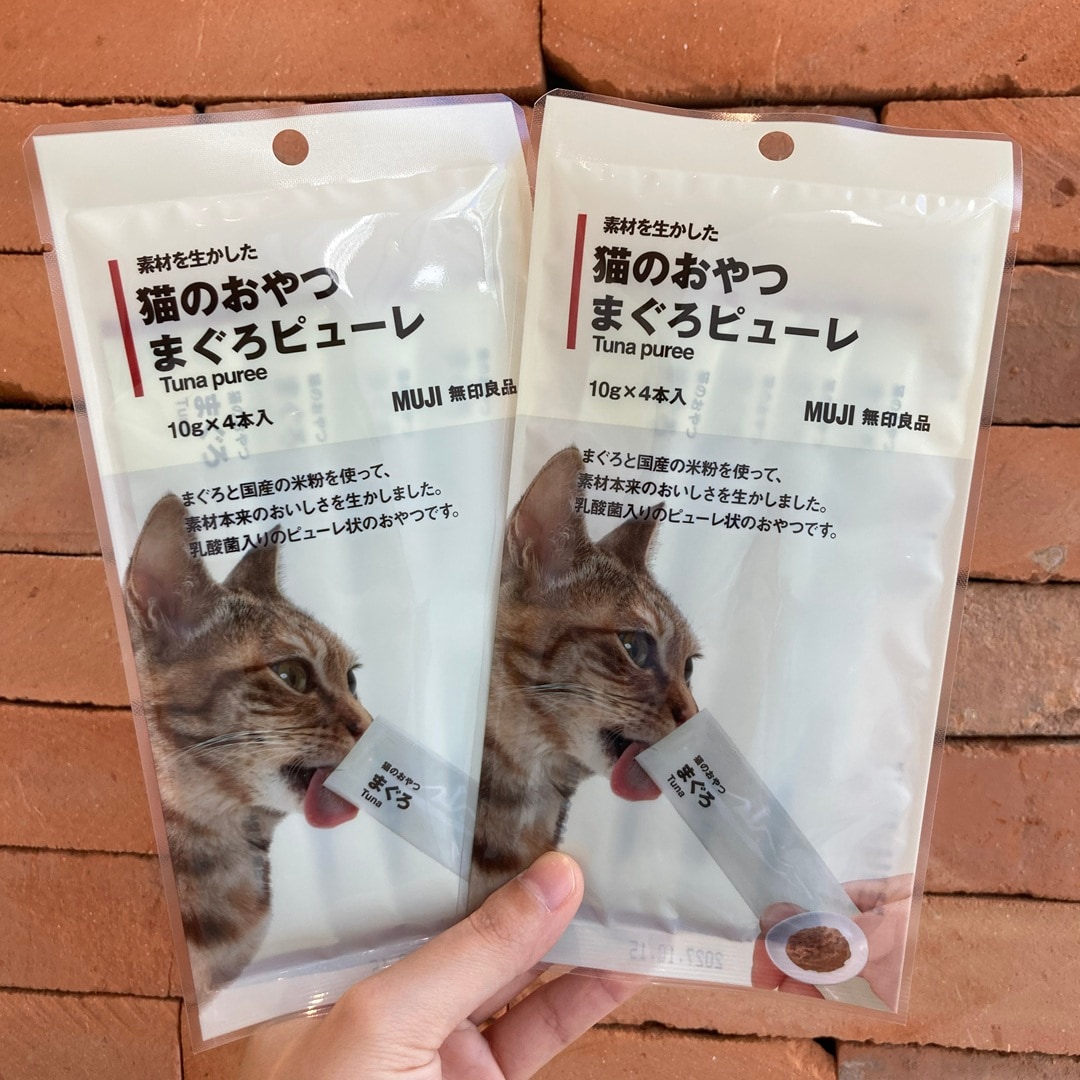 素材を生かした
猫のおやつ
まぐろピューレ
Tuna puree
10g×4本入
MUJI 無印良品
まぐろと国産の米粉を使って、
素材本来のおいしさを生かしました。
乳酸菌入りのピューレ状のおやつです。
猫のおやつ
まぐろ
Tuna
素材を生かした
猫のおやつ
まぐろピューレ
Tuna puree
10g×4本入
MUJI 無印良品
まぐろと国産の米粉を使って、
素材本来のおいしさを生かしました。
乳酸菌入りのピューレ状のおやつです。
猫のおやつ
まぐろ
Tuna
2027.10.15